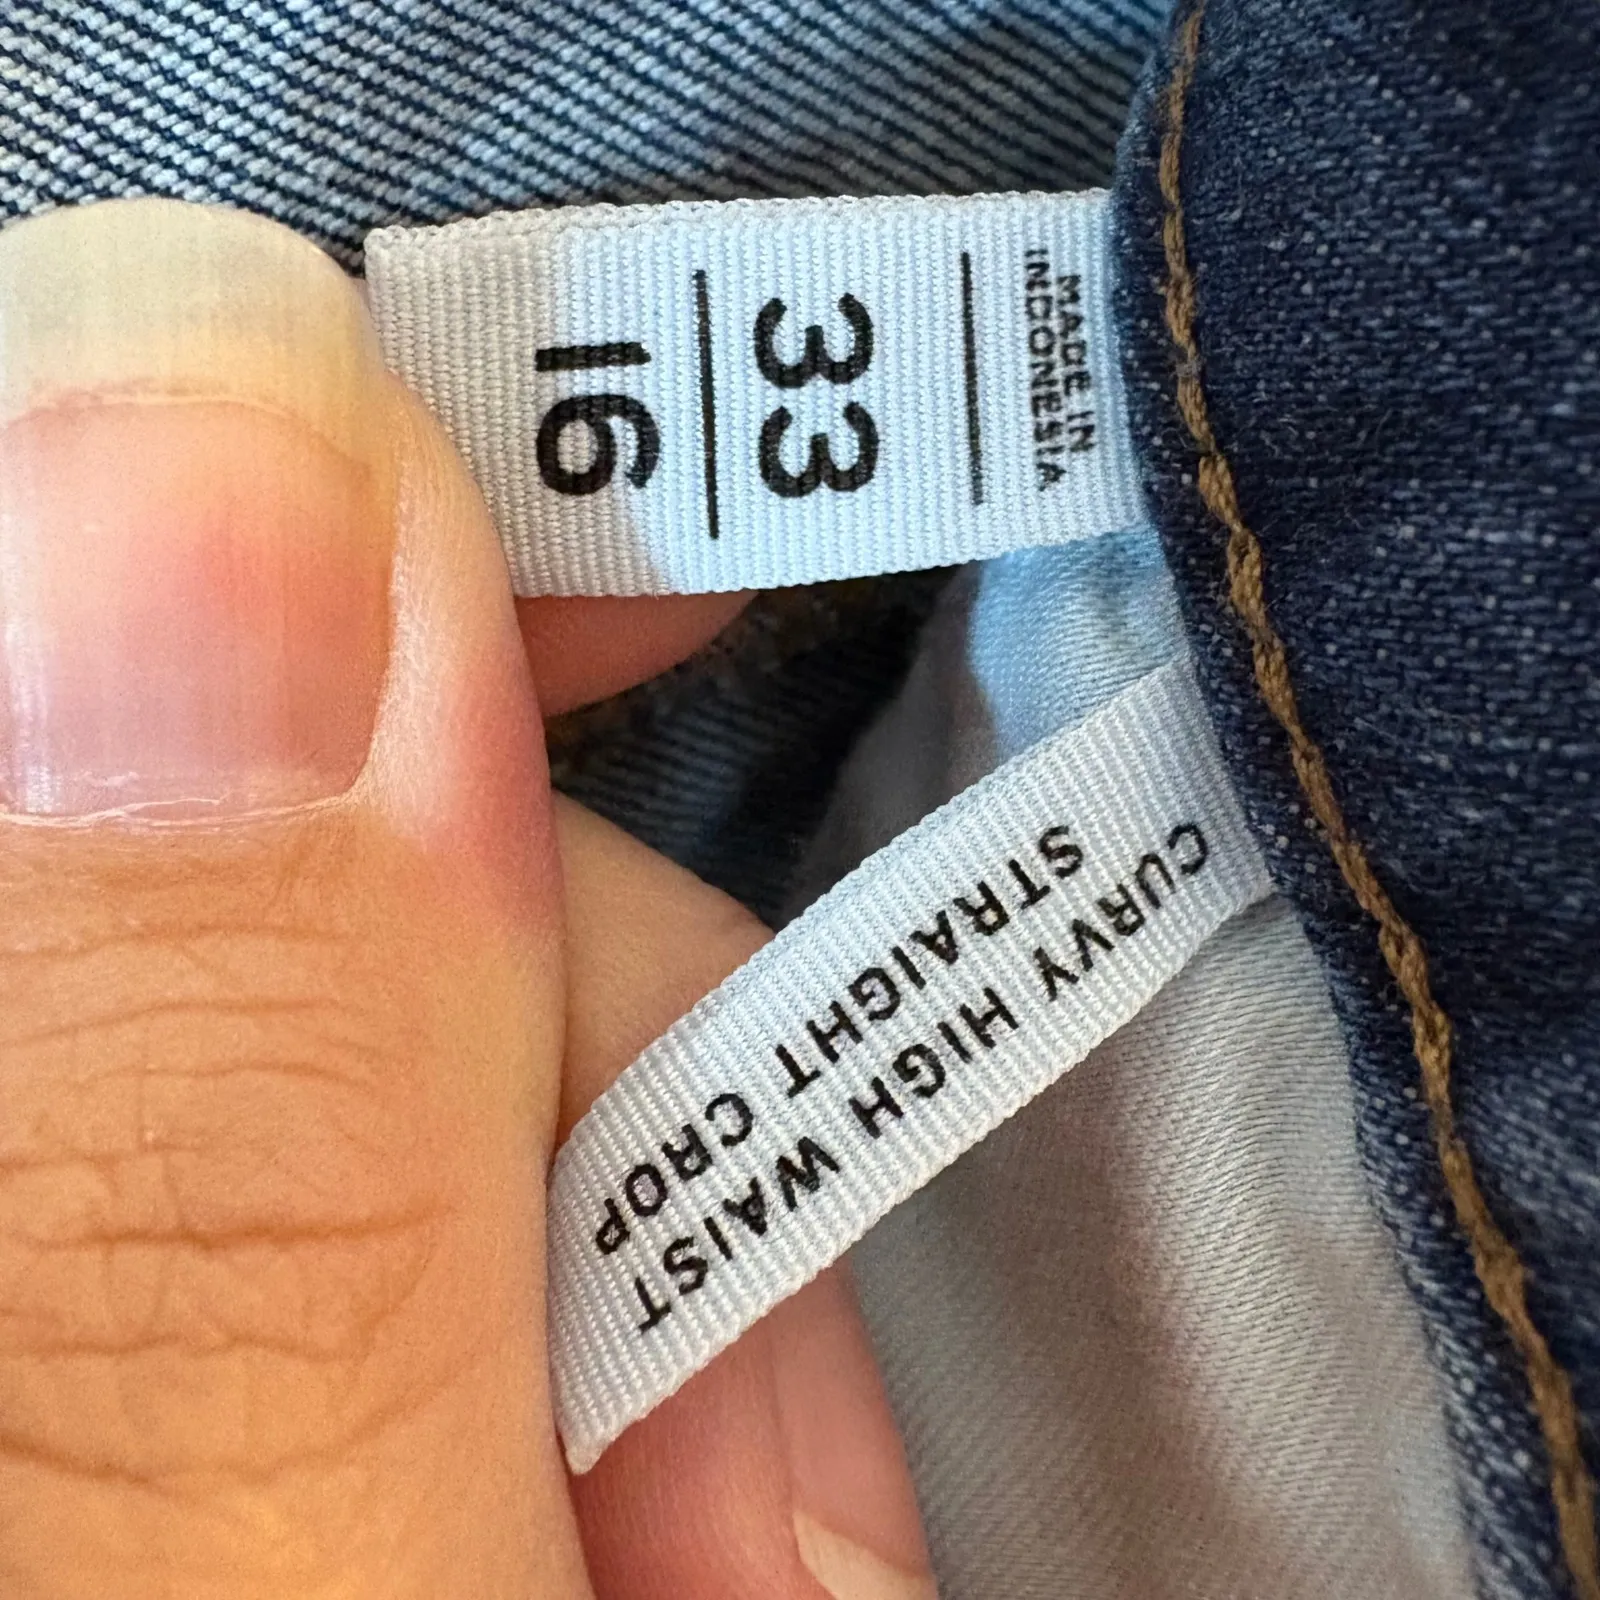 MADE IN
INDONESIA
33
16
CURVY HIGH WAIST
STRAIGHT CROP